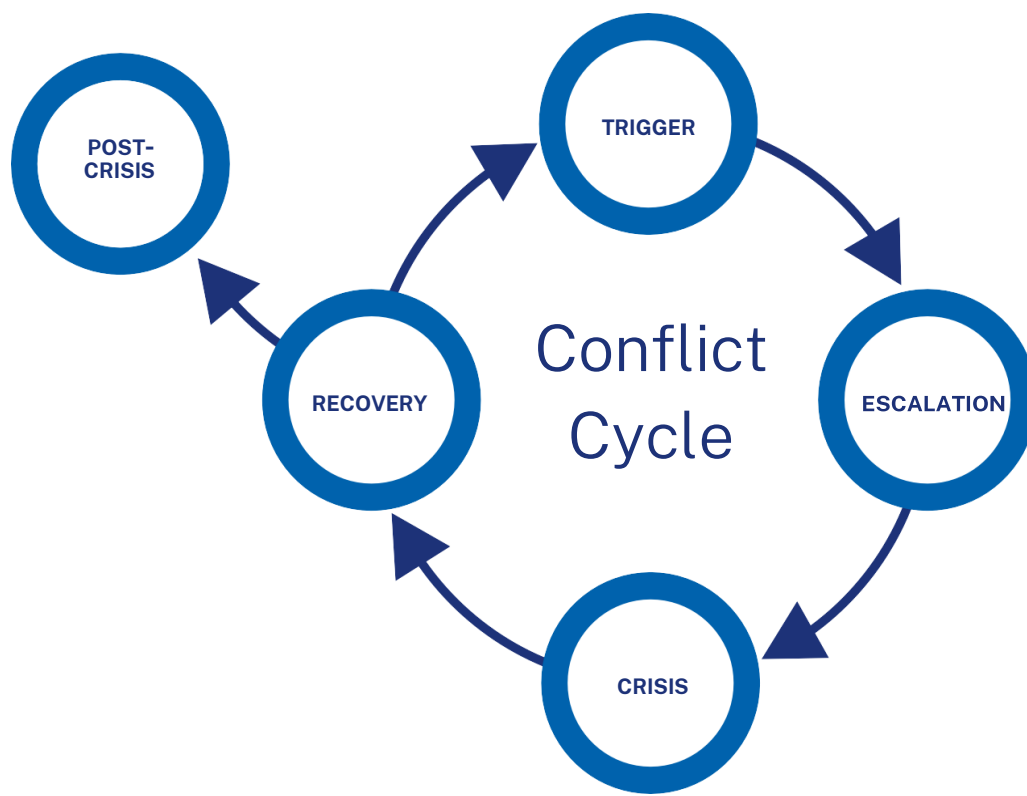 TRIGGER
POST-
CRISIS
Conflict
Cycle
RECOVERY
ESCALATION
CRISIS